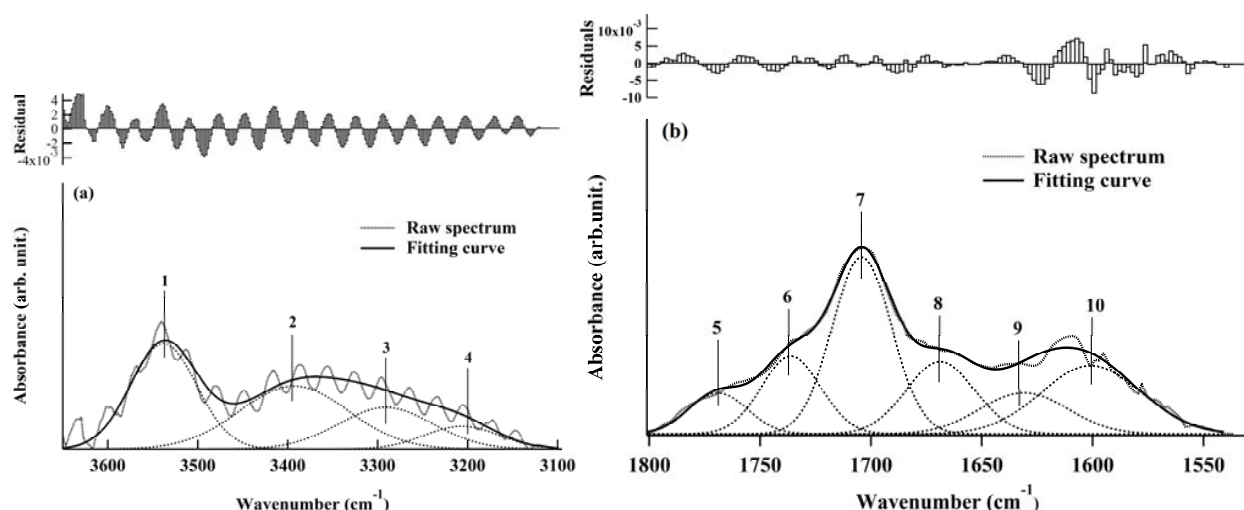 Residual
4
2
0
-2
-4x10-3
(a)
Absorbance (arb. unit.)
Raw spectrum
Fitting curve
1
2
3
4
3600
3500
3400
3300
3200
3100
Wavenumber (cm-1)
Residuals
10x10-3
5
0
-5
-10
(b)
Absorbance (arb.unit.)
Raw spectrum
Fitting curve
5
6
7
8
9
10
1800
1750
1700
1650
1600
1550
Wavenumber (cm-1)